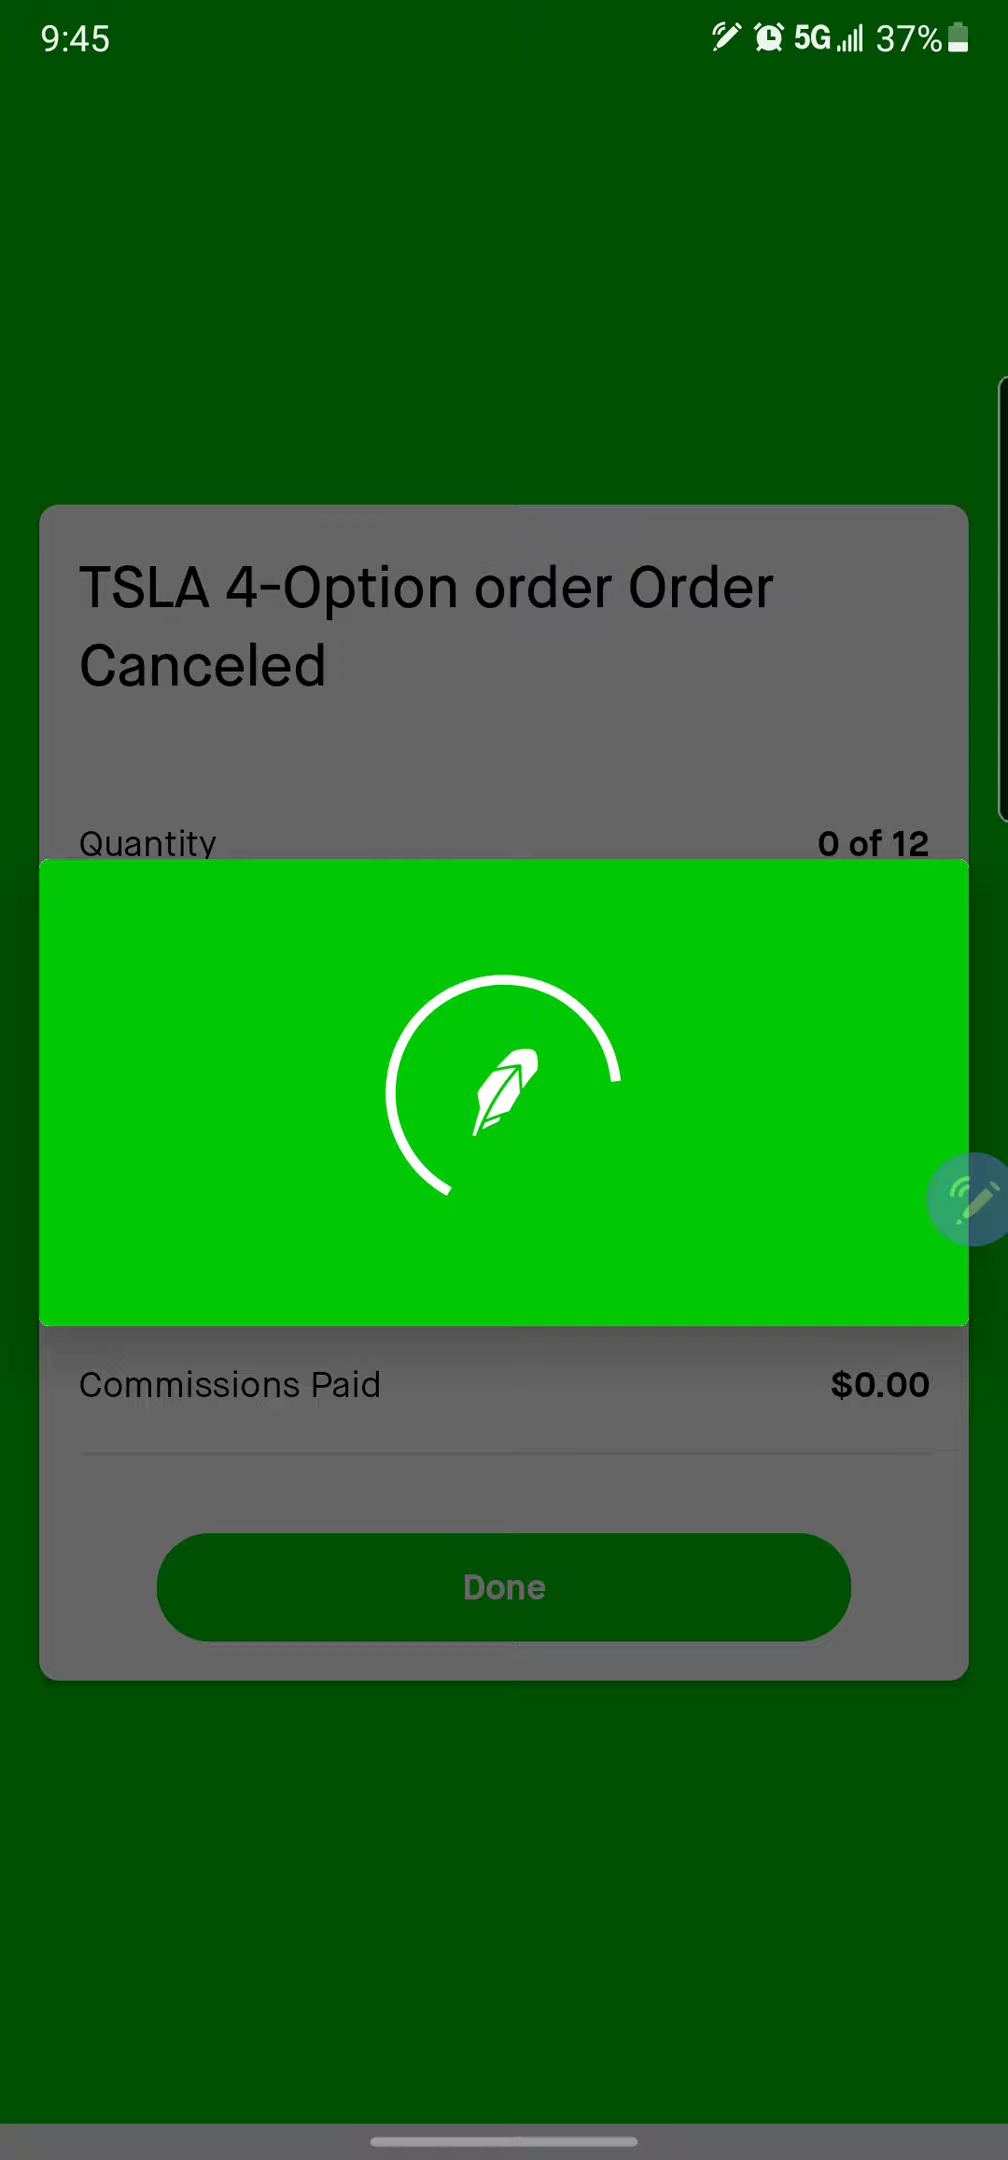 9:45
5G 37%
TSLA 4-Option order Order
Canceled
Quantity 0 of 12
Commissions Paid $0.00
Done